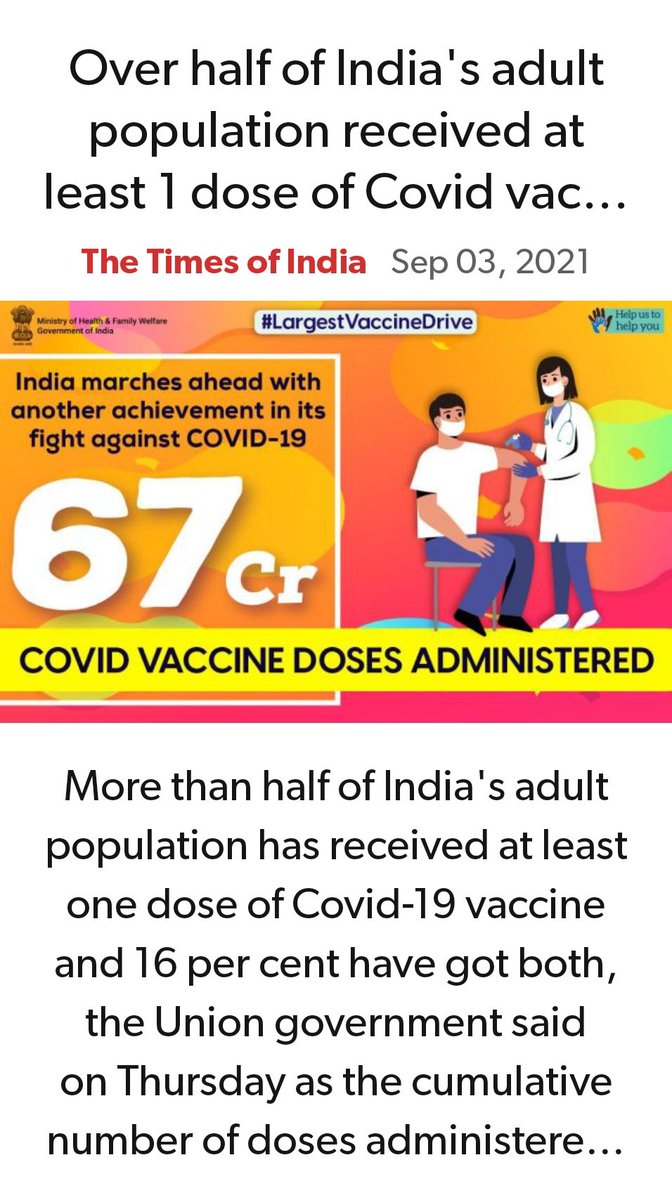 Over half of India's adult
population received at
least 1 dose of Covid vac...
The Times of India Sep 03, 2021
Ministry of Health & Family Welfare
Government of India
#LargestVaccineDrive
Help us to
help you
India marches ahead with
another achievement in its
fight against COVID-19
67 Cr
COVID VACCINE DOSES ADMINISTERED
More than half of India's adult
population has received at least
one dose of Covid-19 vaccine
and 16 per cent have got both,
the Union government said
on Thursday as the cumulative
number of doses administere...